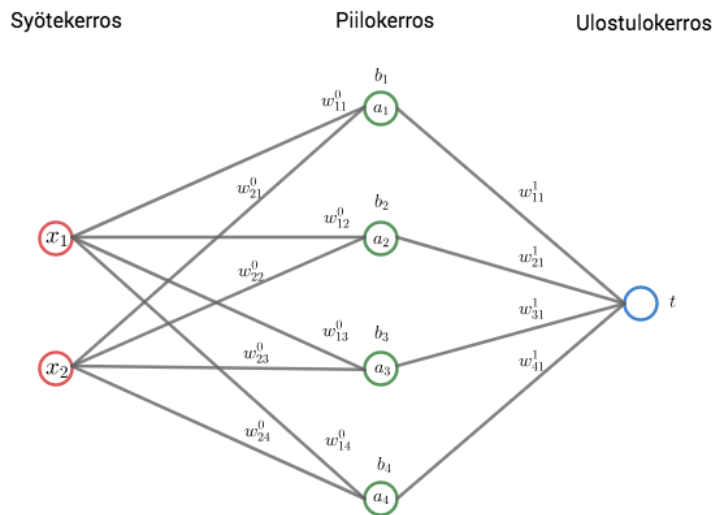 Syötekerros Piilokerros Ulostulokerros
b₁
w⁰₁₁ a₁
w⁰₂₁ w¹₁₁
b₂
w⁰₁₂
x₁ a₂
w⁰₂₂ w¹₂₁
t
w¹₃₁
w⁰₁₃ b₃
w⁰₂₃ w¹₄₁
x₂ a₃
w⁰₂₄ w⁰₁₄
b₄
a₄